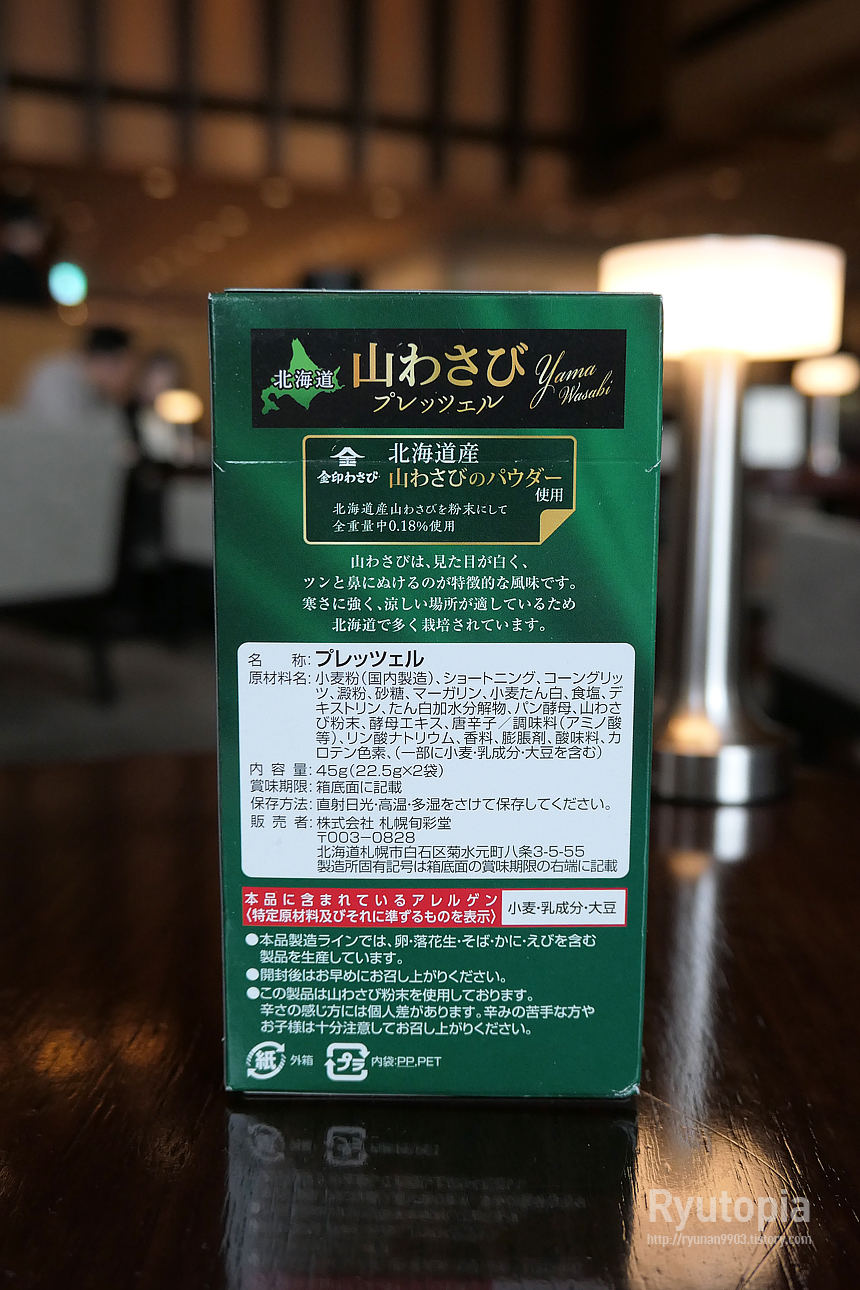 北海道
山わさび
プレッツェル
Yama
Wasabi
金印わさび
北海道産
山わさびのパウダー
使用
北海道産山わさびを粉末にして
全重量中0.18%使用
山わさびは、見た目が白く、
ツンと鼻にぬけるのが特徴的な風味です。
寒さに強く、涼しい場所が適しているため
北海道で多く栽培されています。
名　称:プレッツェル
原材料名:小麦粉(国内製造)、ショートニング、コーングリッ
ツ、澱粉、砂糖、マーガリン、小麦たん白、食塩、デ
キストリン、たん白加水分解物、パン酵母、山わさ
び粉末、酵母エキス、唐辛子/調味料(アミノ酸
等)、リン酸ナトリウム、香料、膨脹剤、酸味料、カ
ロテン色素、(一部に小麦・乳成分・大豆を含む)
内容量:45g(22.5g×2袋)
賞味期限:箱底面に記載
保存方法:直射日光・高温・多湿をさけて保存してください。
販売者:株式会社 札幌旬彩堂
〒003-0828
北海道札幌市白石区菊水元町八条3-5-55
製造所固有記号は箱底面の賞味期限の右端に記載
本品に含まれているアレルゲン
〈特定原材料及びそれに準ずるものを表示〉
小麦・乳成分・大豆
●本品製造ラインでは、卵・落花生・そば・かに・えびを含む
製品を生産しています。
●開封後はお早めにお召し上がりください。
●この製品は山わさび粉末を使用しております。
辛さの感じ方には個人差があります。辛みの苦手な方や
お子様は十分注意してお召し上がりください。
紙 外箱 プラ 内袋:PP,PET
Ryutopia
http://ryunan9903.tistory.com